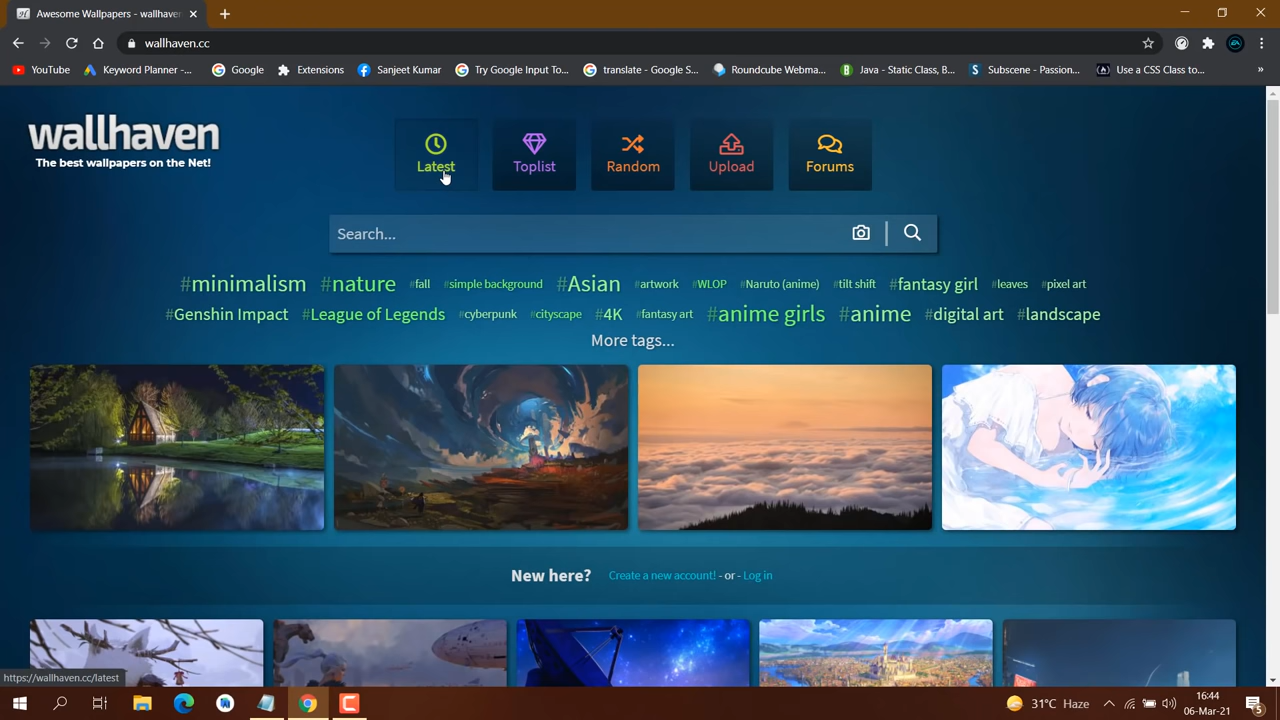 Awesome Wallpapers - wallhaven
wallhaven.cc
YouTube
Keyword Planner -...
Google
Extensions
Sanjeet Kumar
Try Google Input To...
translate - Google S...
Roundcube Webma...
Java - Static Class, B...
Subscene - Passion...
Use a CSS Class to...
»
wallhaven
The best wallpapers on the Net!
Latest
Toplist
Random
Upload
Forums
Search...
#minimalism #nature #fall #simple background #Asian #artwork #WLOP #Naruto (anime) #tilt shift #fantasy girl #leaves #pixel art
#Genshin Impact #League of Legends #cyberpunk #cityscape #4K #fantasy art #anime girls #anime #digital art #landscape
More tags...
New here? Create a new account! - or - Log in
https://wallhaven.cc/latest
31°C Haze
16:44
06-Mar-21
5